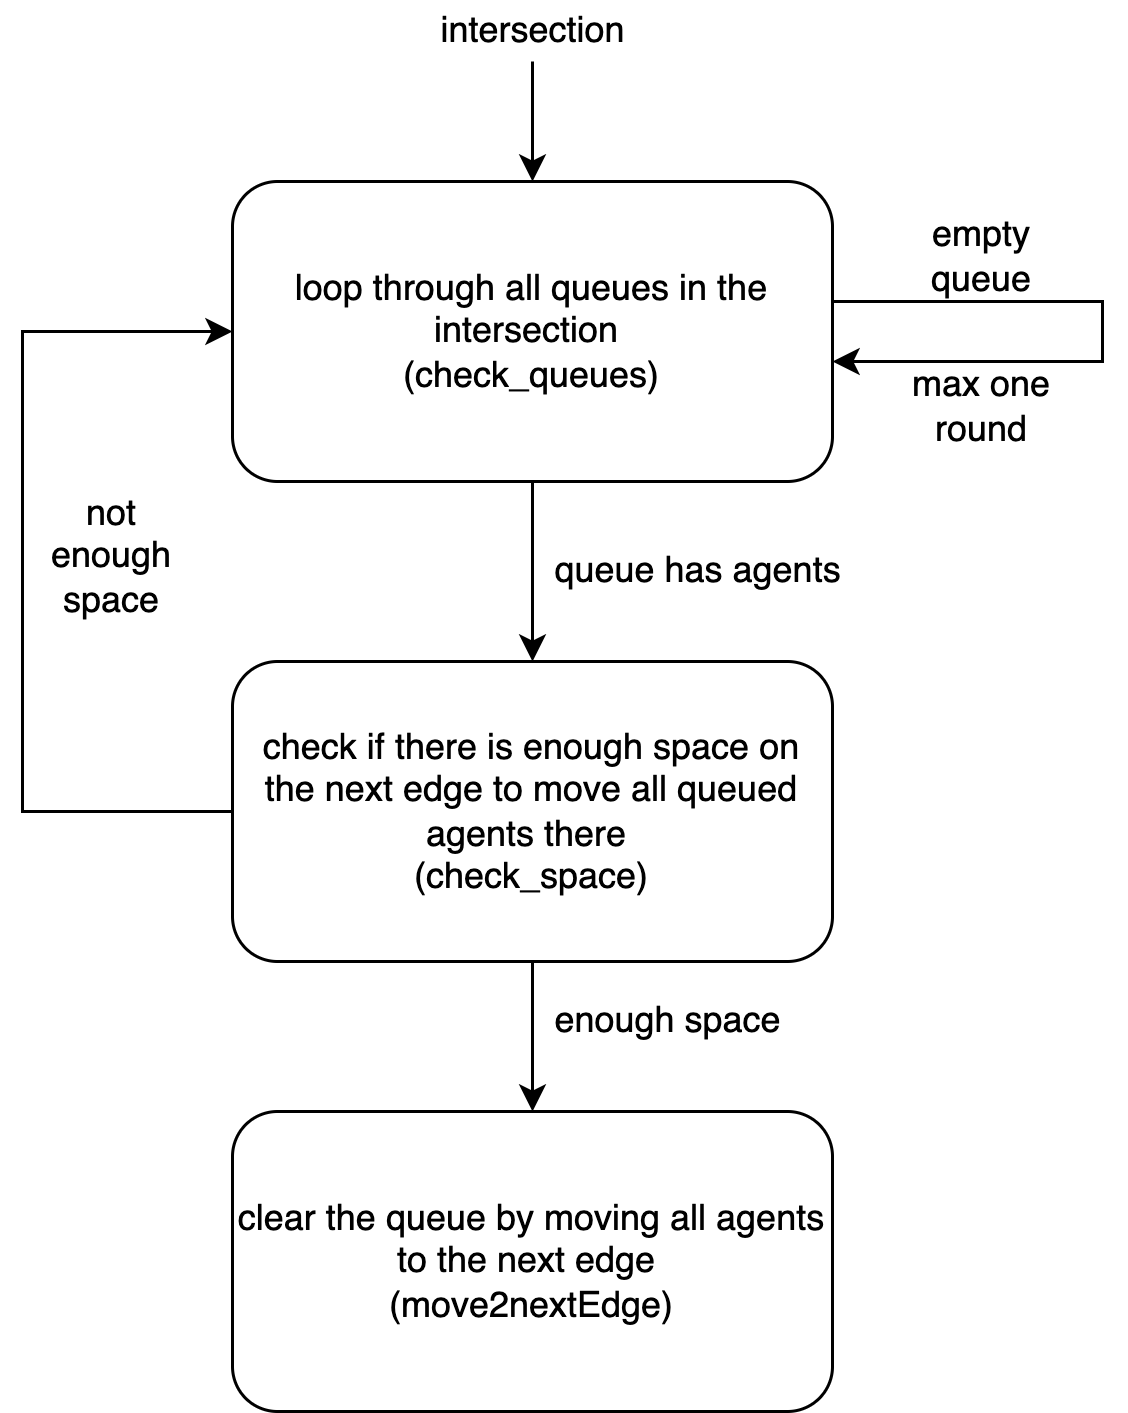 intersection
empty
queue
loop through all queues in the
intersection
(check_queues)
max one
round
not
enough
space
queue has agents
check if there is enough space on
the next edge to move all queued
agents there
(check_space)
enough space
clear the queue by moving all agents
to the next edge
(move2nextEdge)